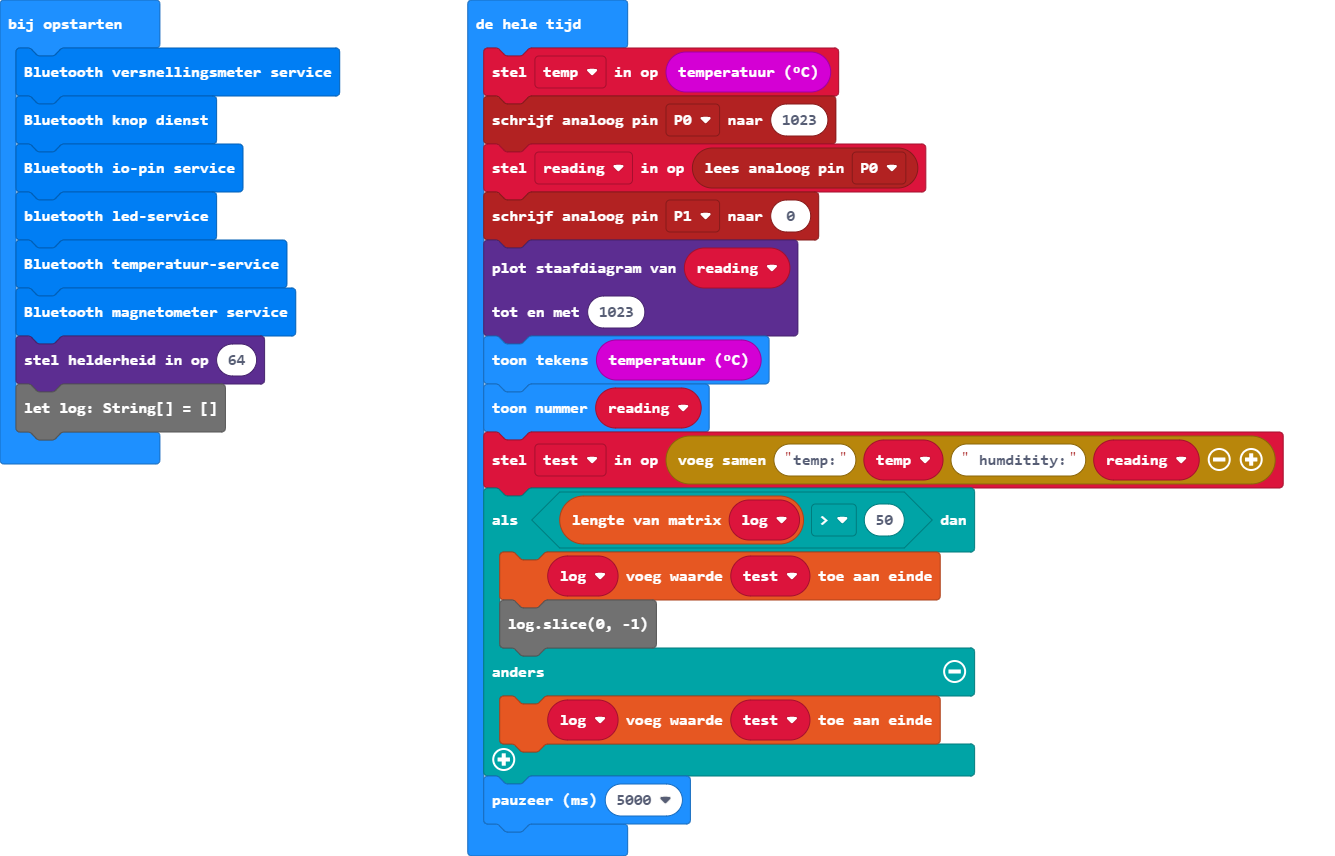 bij opstarten
Bluetooth versnellingsmeter service
Bluetooth knop dienst
Bluetooth io-pin service
bluetooth led-service
Bluetooth temperatuur-service
Bluetooth magnetometer service
stel helderheid in op 64
let log: String[] = []
de hele tijd
stel temp in op temperatuur (ºC)
schrijf analoog pin P0 naar 1023
stel reading in op lees analoog pin P0
schrijf analoog pin P1 naar 0
plot staafdiagram van reading
tot en met 1023
toon tekens temperatuur (ºC)
toon nummer reading
stel test in op voeg samen "temp:" temp " humditity:" reading
als lengte van matrix log > 50 dan
log voeg waarde test toe aan einde
log.slice(0, -1)
anders
log voeg waarde test toe aan einde
pauzeer (ms) 5000